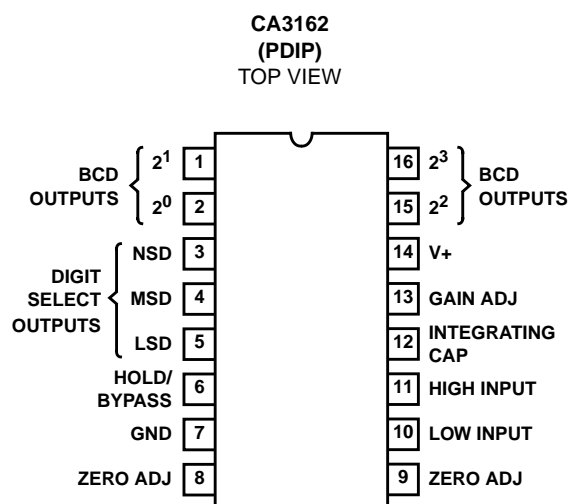 CA3162
(PDIP)
TOP VIEW
BCD
OUTPUTS
2¹ 1
2⁰ 2
DIGIT
SELECT
OUTPUTS
NSD 3
MSD 4
LSD 5
HOLD/
BYPASS 6
GND 7
ZERO ADJ 8
16 2³
15 2²
BCD
OUTPUTS
14 V+
13 GAIN ADJ
12 INTEGRATING
CAP
11 HIGH INPUT
10 LOW INPUT
9 ZERO ADJ